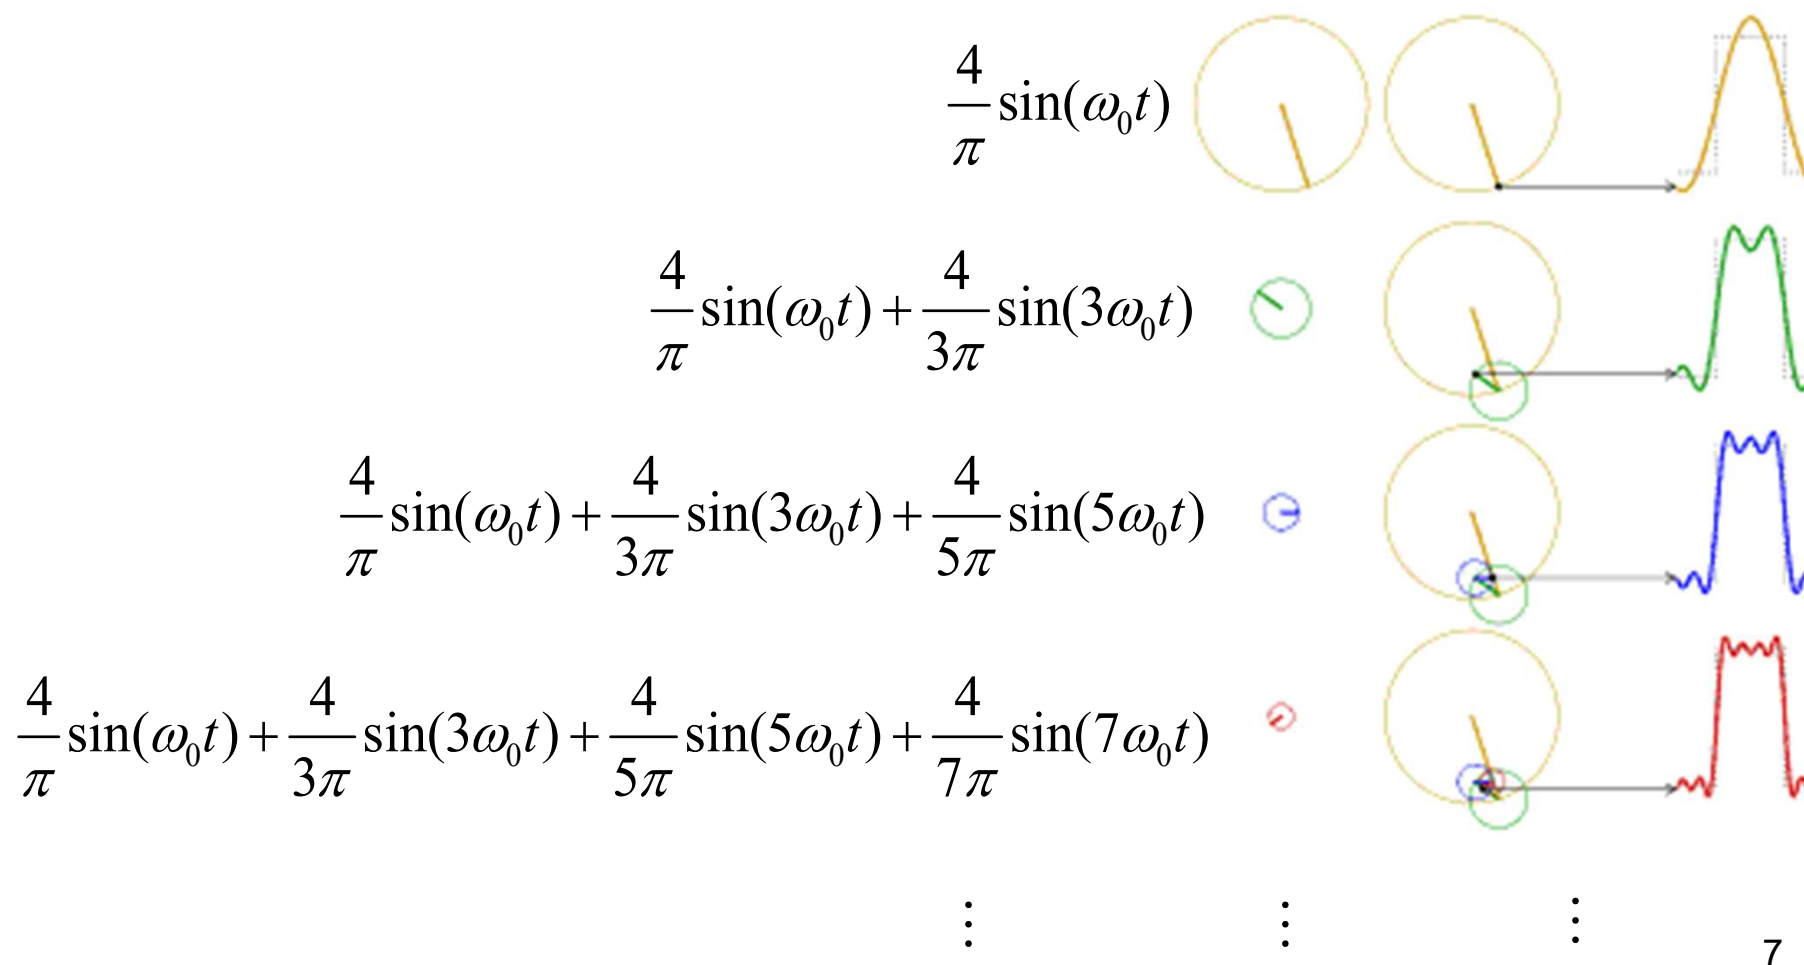 4/π sin(ω₀t)
4/π sin(ω₀t) + 4/3π sin(3ω₀t)
4/π sin(ω₀t) + 4/3π sin(3ω₀t) + 4/5π sin(5ω₀t)
4/π sin(ω₀t) + 4/3π sin(3ω₀t) + 4/5π sin(5ω₀t) + 4/7π sin(7ω₀t)
⋮ ⋮ ⋮
7